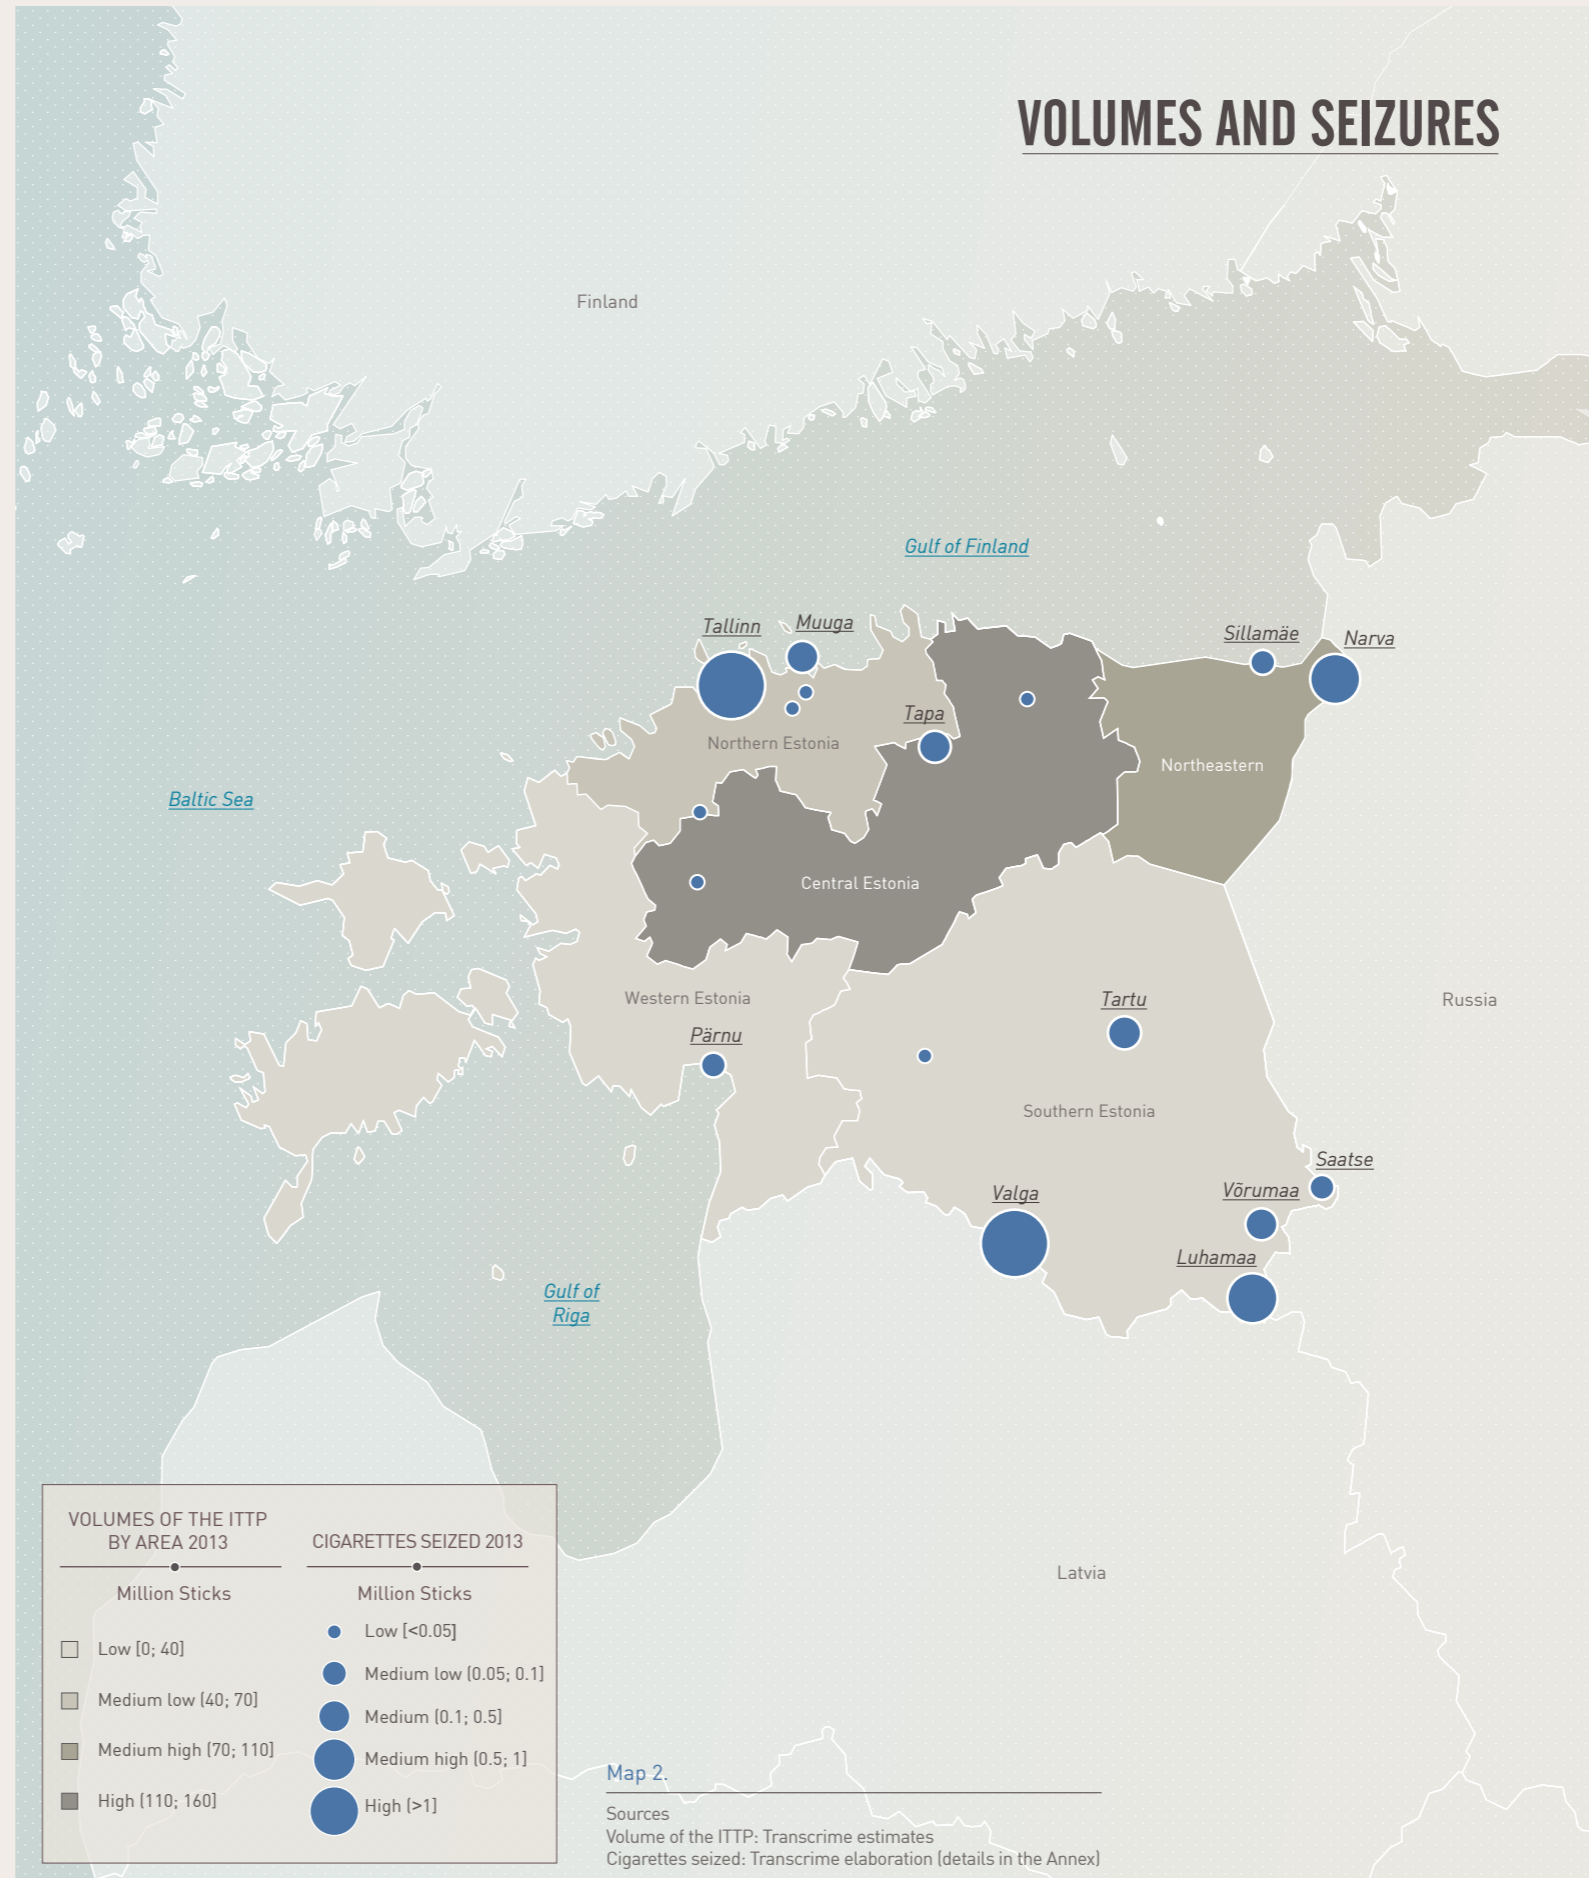 VOLUMES AND SEIZURES
Finland
Gulf of Finland
Tallinn
Muuga
Sillamäe
Narva
Tapa
Northern Estonia
Northeastern
Baltic Sea
Central Estonia
Western Estonia
Tartu
Russia
Pärnu
Southern Estonia
Saatse
Valga
Võrumaa
Luhamaa
Gulf of
Riga
Latvia
VOLUMES OF THE ITTP
BY AREA 2013
Million Sticks
Low [0; 40]
Medium low (40; 70]
Medium high (70; 110]
High (110; 160]
CIGARETTES SEIZED 2013
Million Sticks
Low [<0.05]
Medium low (0.05; 0.1]
Medium (0.1; 0.5]
Medium high (0.5; 1]
High (>1]
Map 2.
Sources
Volume of the ITTP: Transcrime estimates
Cigarettes seized: Transcrime elaboration (details in the Annex)